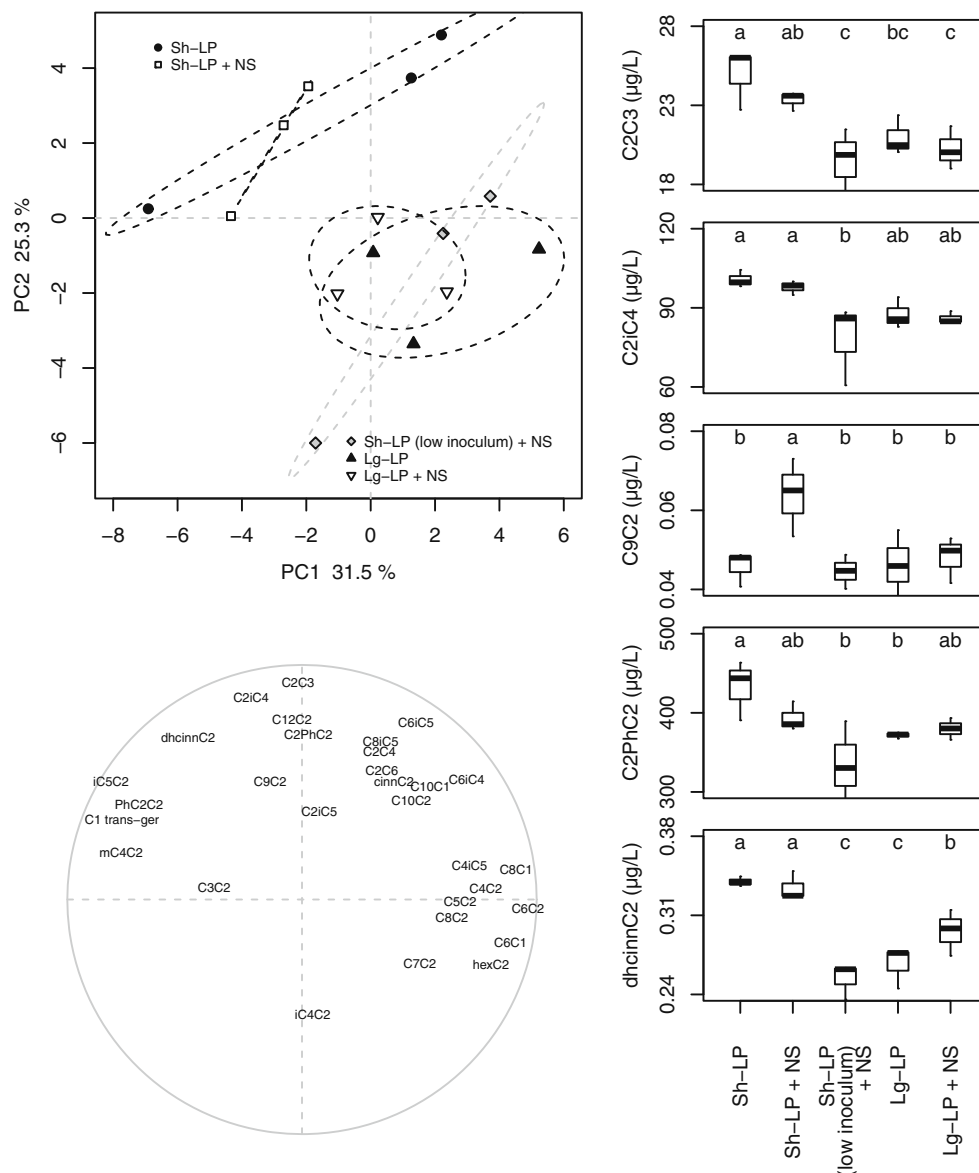 Sh−LP
Sh−LP + NS
4
2
0
−2
−4
−6
PC2 25.3 %
Sh−LP (low inoculum) + NS
Lg−LP
Lg−LP + NS
−8 −6 −4 −2 0 2 4 6
PC1 31.5 %
C2C3
C2iC4
C12C2
C6iC5
dhcinnC2
C2PhC2
C8iC5
C2C4
C2C6
iC5C2
C9C2
cinnC2
C6iC4
C10C1
PhC2C2
C10C2
C2iC5
C1 trans−ger
mC4C2
C4iC5
C8C1
C3C2
C4C2
C5C2
C6C2
C8C2
C6C1
C7C2
hexC2
iC4C2
C2C3 (µg/L)
18 23 28
a ab c bc c
C2iC4 (µg/L)
60 90 120
a a b ab ab
C9C2 (µg/L)
0.04 0.06 0.08
b a b b b
C2PhC2 (µg/L)
300 400 500
a ab b b ab
dhcinnC2 (µg/L)
0.24 0.31 0.38
a a c c b
Sh−LP
Sh−LP + NS
Sh−LP
(low inoculum)
+ NS
Lg−LP
Lg−LP + NS